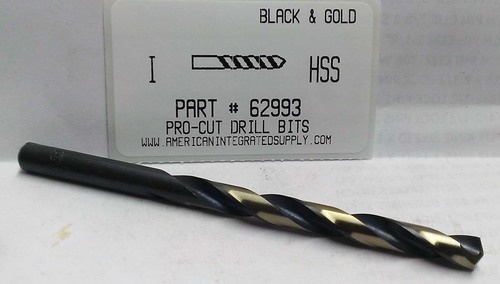 BLACK & GOLD
I HSS
PART # 62993
PRO-CUT DRILL BITS
WWW.AMERICANINTEGRATEDSUPPLY.COM